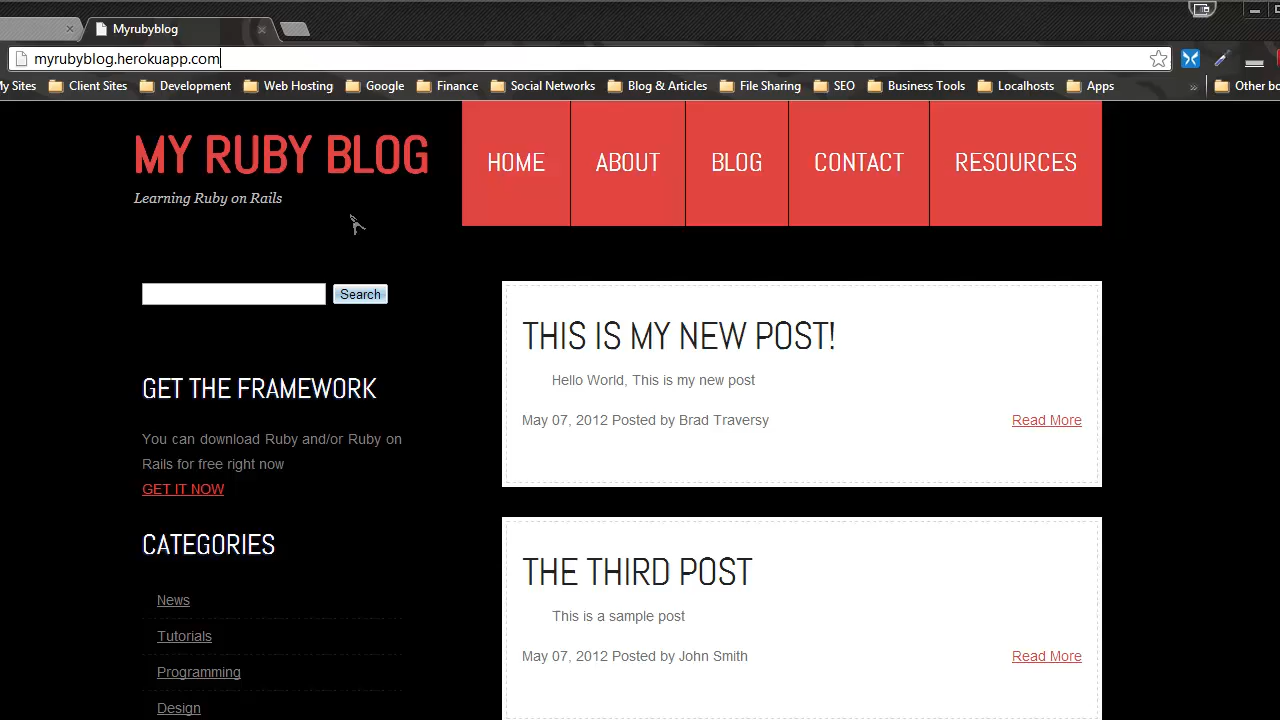 Myrubyblog
myrubyblog.herokuapp.com
My Sites Client Sites Development Web Hosting Google Finance Social Networks Blog & Articles File Sharing SEO Business Tools Localhosts Apps » Other bo
MY RUBY BLOG
Learning Ruby on Rails
HOME ABOUT BLOG CONTACT RESOURCES
Search
GET THE FRAMEWORK
You can download Ruby and/or Ruby on
Rails for free right now
GET IT NOW
CATEGORIES
News
Tutorials
Programming
Design
THIS IS MY NEW POST!
Hello World, This is my new post
May 07, 2012 Posted by Brad Traversy Read More
THE THIRD POST
This is a sample post
May 07, 2012 Posted by John Smith Read More